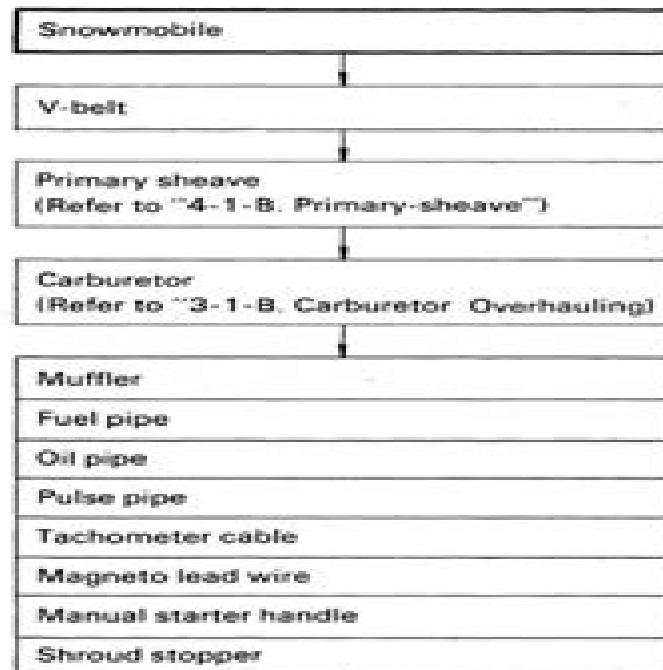 Snowmobile
V-belt
Primary sheave
(Refer to "4-1-B. Primary-sheave")
Carburetor
(Refer to "3-1-B. Carburetor Overhauling)
Muffler
Fuel pipe
Oil pipe
Pulse pipe
Tachometer cable
Magneto lead wire
Manual starter handle
Shroud stopper